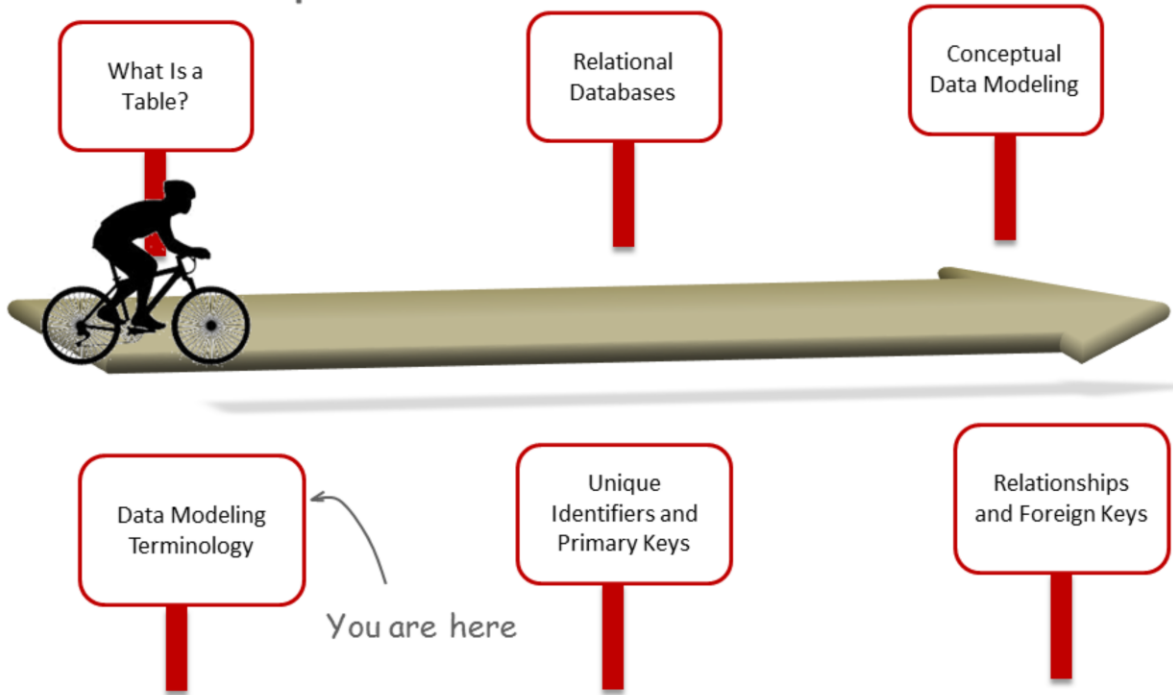 What Is a
Table?
Relational
Databases
Conceptual
Data Modeling
Data Modeling
Terminology
Unique
Identifiers and
Primary Keys
Relationships
and Foreign Keys
You are here